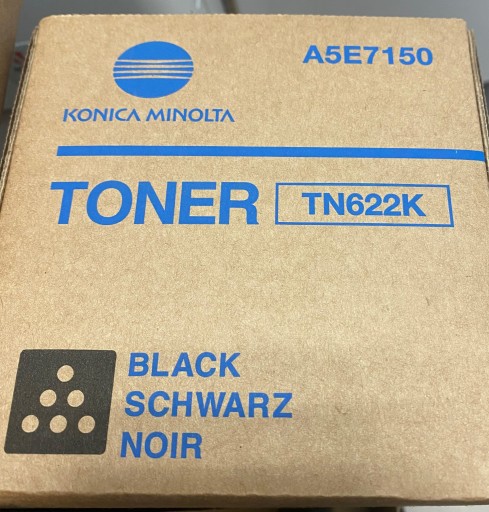 A5E7150
KONICA MINOLTA
TONER TN622K
BLACK
SCHWARZ
NOIR